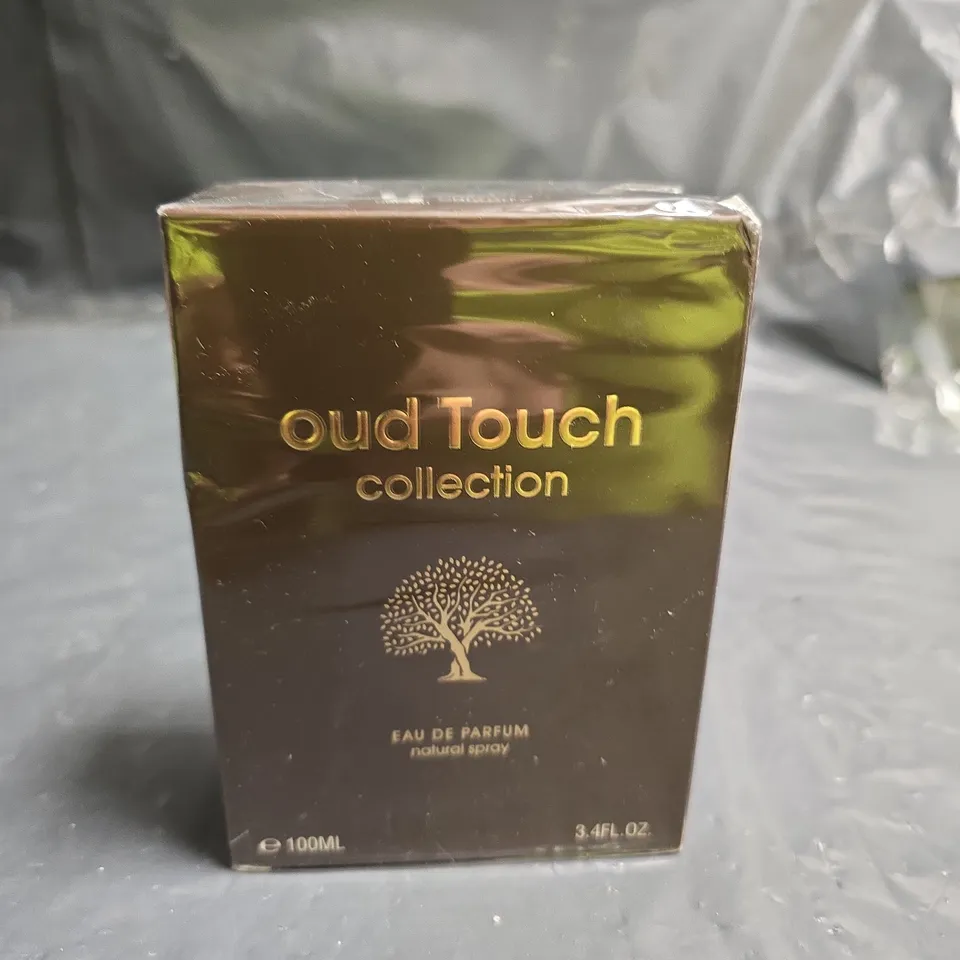 oud Touch
collection
EAU DE PARFUM
natural spray
℮ 100ML
3.4FL.OZ.